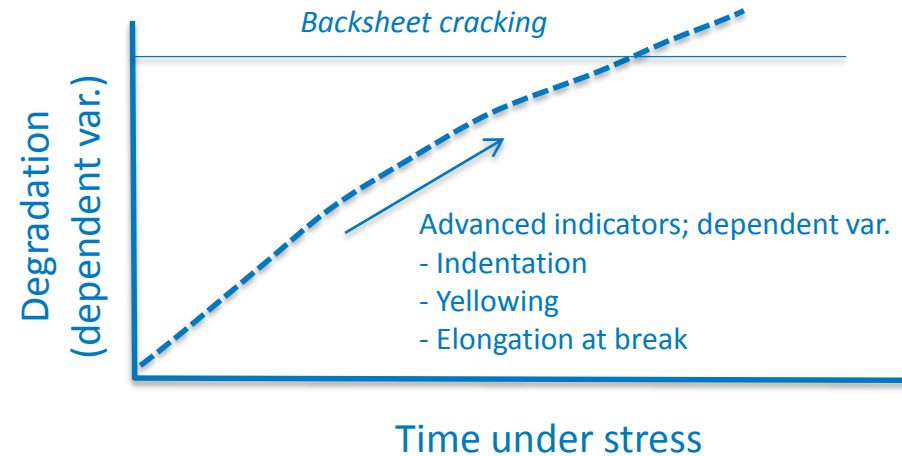 Backsheet cracking
Degradation
(dependent var.)
Advanced indicators; dependent var.
- Indentation
- Yellowing
- Elongation at break
Time under stress